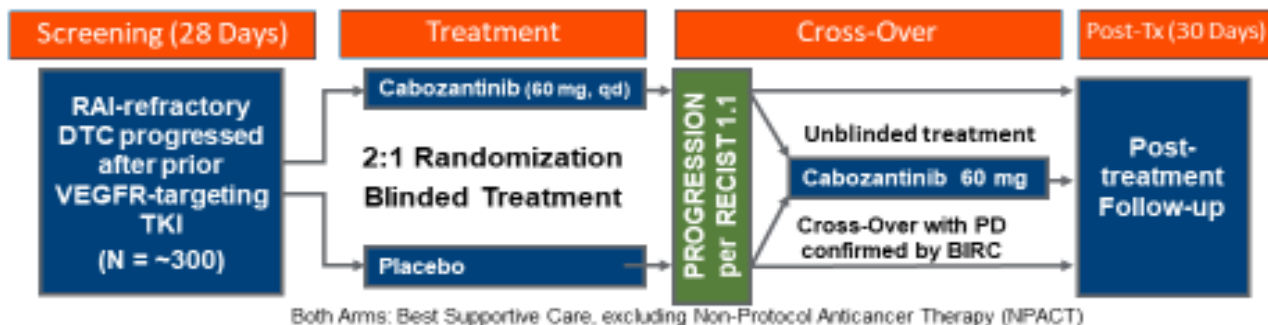 Screening (28 Days)
Treatment
Cross-Over
Post-Tx (30 Days)
RAI-refractory
DTC progressed
after prior
VEGFR-targeting
TKI
(N = ~300)
Cabozantinib (60 mg, qd)
2:1 Randomization
Blinded Treatment
Placebo
PROGRESSION
per RECIST 1.1
Unblinded treatment
Cabozantinib 60 mg
Cross-Over with PD
confirmed by BIRC
Post-
treatment
Follow-up
Both Arms: Best Supportive Care, excluding Non-Protocol Anticancer Therapy (NPACT)